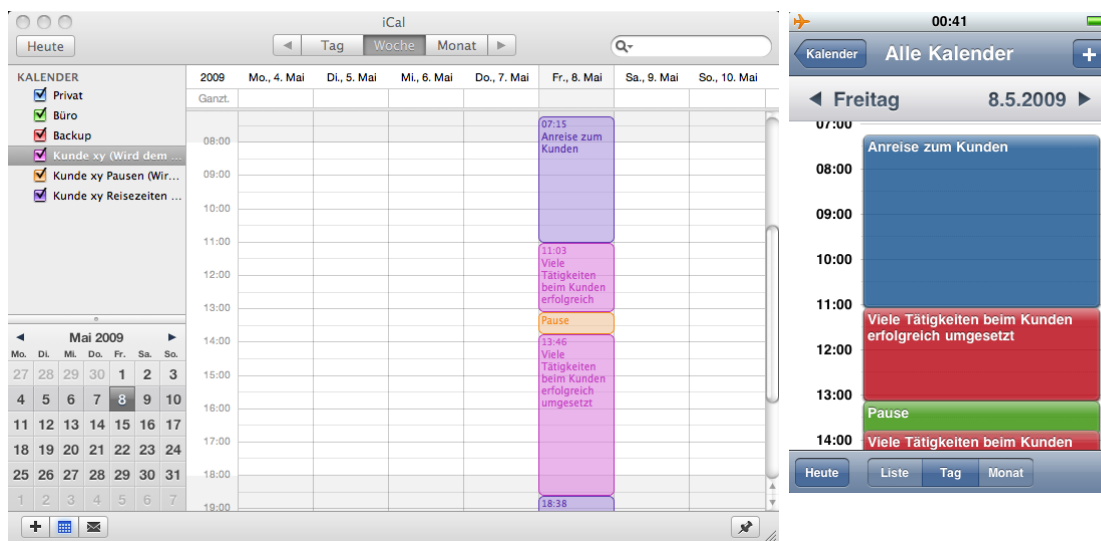 iCal
Heute
Tag Woche Monat
KALENDER
Privat
Büro
Backup
Kunde xy (Wird dem ...
Kunde xy Pausen (Wir...
Kunde xy Reisezeiten ...
2009 Mo., 4. Mai Di., 5. Mai Mi., 6. Mai Do., 7. Mai Fr., 8. Mai Sa., 9. Mai So., 10. Mai
Ganzt.
08:00
09:00
10:00
11:00
12:00
13:00
14:00
15:00
16:00
17:00
18:00
19:00
07:15
Anreise zum
Kunden
11:03
Viele
Tätigkeiten
beim Kunden
erfolgreich
Pause
13:46
Viele
Tätigkeiten
beim Kunden
erfolgreich
umgesetzt
18:38
Mai 2009
Mo. Di. Mi. Do. Fr. Sa. So.
27 28 29 30 1 2 3
4 5 6 7 8 9 10
11 12 13 14 15 16 17
18 19 20 21 22 23 24
25 26 27 28 29 30 31
1 2 3 4 5 6 7
00:41
Kalender Alle Kalender +
Freitag 8.5.2009
07:00
08:00
09:00
10:00
11:00
12:00
13:00
14:00
Anreise zum Kunden
Viele Tätigkeiten beim Kunden
erfolgreich umgesetzt
Pause
Viele Tätigkeiten beim Kunden
Heute Liste Tag Monat